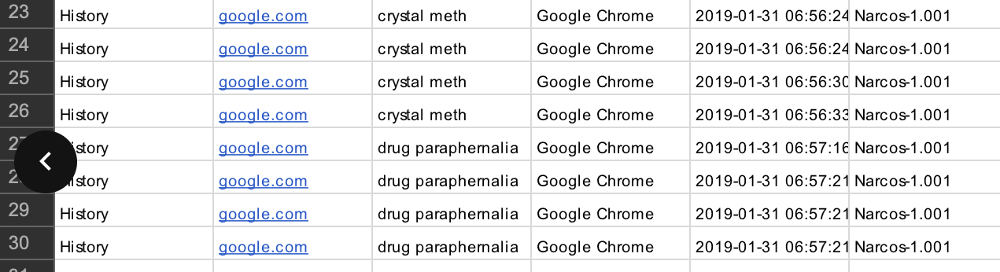 23 History google.com crystal meth Google Chrome 2019-01-31 06:56:24 Narcos-1.001
24 History google.com crystal meth Google Chrome 2019-01-31 06:56:24 Narcos-1.001
25 History google.com crystal meth Google Chrome 2019-01-31 06:56:30 Narcos-1.001
26 History google.com crystal meth Google Chrome 2019-01-31 06:56:33 Narcos-1.001
27 istory google.com drug paraphernalia Google Chrome 2019-01-31 06:57:16 Narcos-1.001
istory google.com drug paraphernalia Google Chrome 2019-01-31 06:57:21 Narcos-1.001
29 History google.com drug paraphernalia Google Chrome 2019-01-31 06:57:21 Narcos-1.001
30 History google.com drug paraphernalia Google Chrome 2019-01-31 06:57:21 Narcos-1.001